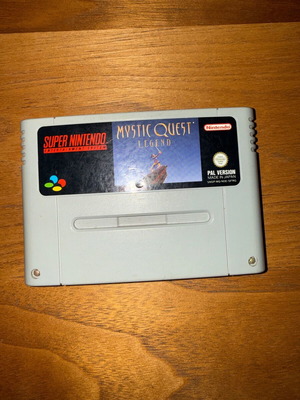 SUPER NINTENDO
ENTERTAINMENT SYSTEM
MYSTIC QUEST
LEGEND
Nintendo
PAL VERSION
MADE IN JAPAN